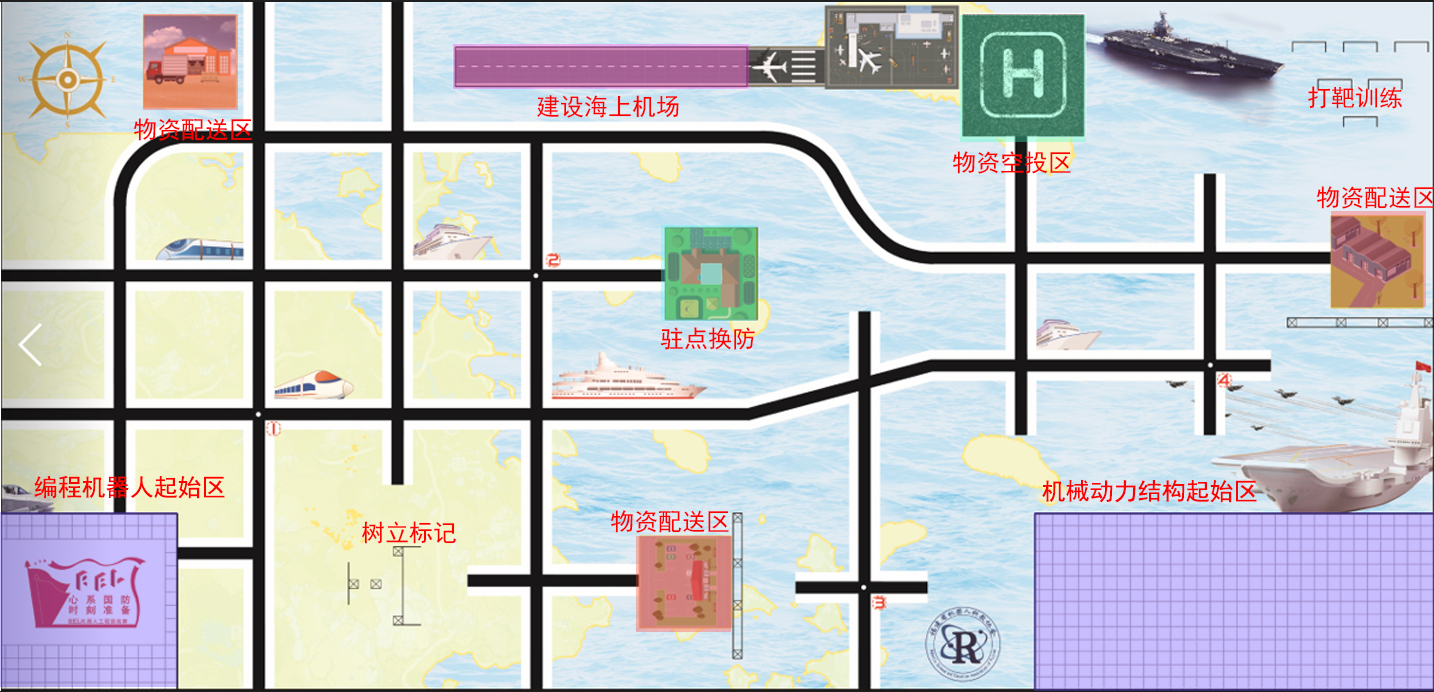 N
W
E
S
H
物资配送区
建设海上机场
打靶训练
物资空投区
物资配送区
②
驻点换防
④
①
编程机器人起始区
机械动力结构起始区
树立标记
物资配送区
心系国防
时刻准备
③
R